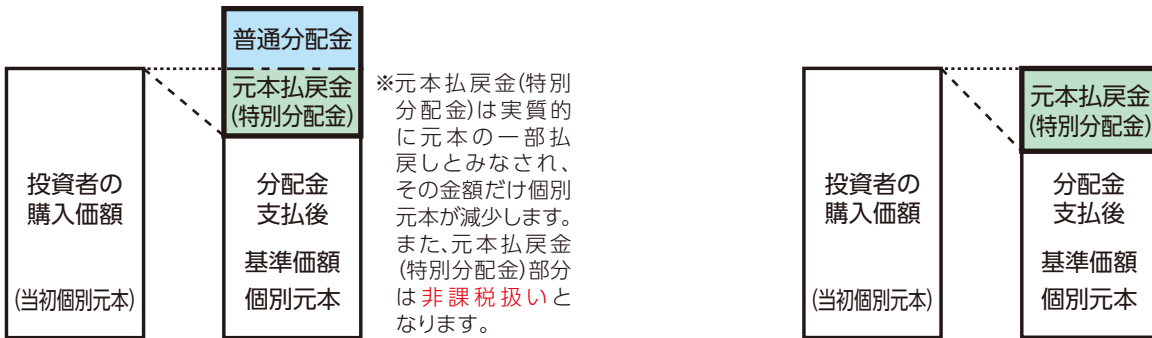 普通分配金
元本払戻金
(特別分配金)
投資者の
購入価額
(当初個別元本)
分配金
支払後
基準価額
個別元本
※元本払戻金(特別
分配金)は実質的
に元本の一部払
戻しとみなされ、
その金額だけ個別
元本が減少します。
また、元本払戻金
(特別分配金)部分
は非課税扱いと
なります。
投資者の
購入価額
(当初個別元本)
元本払戻金
(特別分配金)
分配金
支払後
基準価額
個別元本